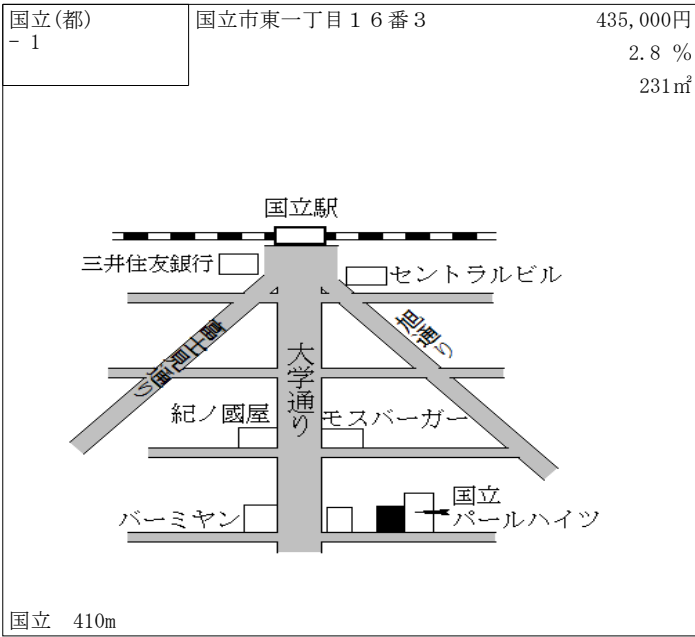 国立(都)
- 1
国立市東一丁目１６番３
435,000円
2.8 %
231㎡
国立駅
三井住友銀行
セントラルビル
富士見通り
旭通り
大学通り
紀ノ國屋
モスバーガー
バーミヤン
国立
パールハイツ
国立 410m